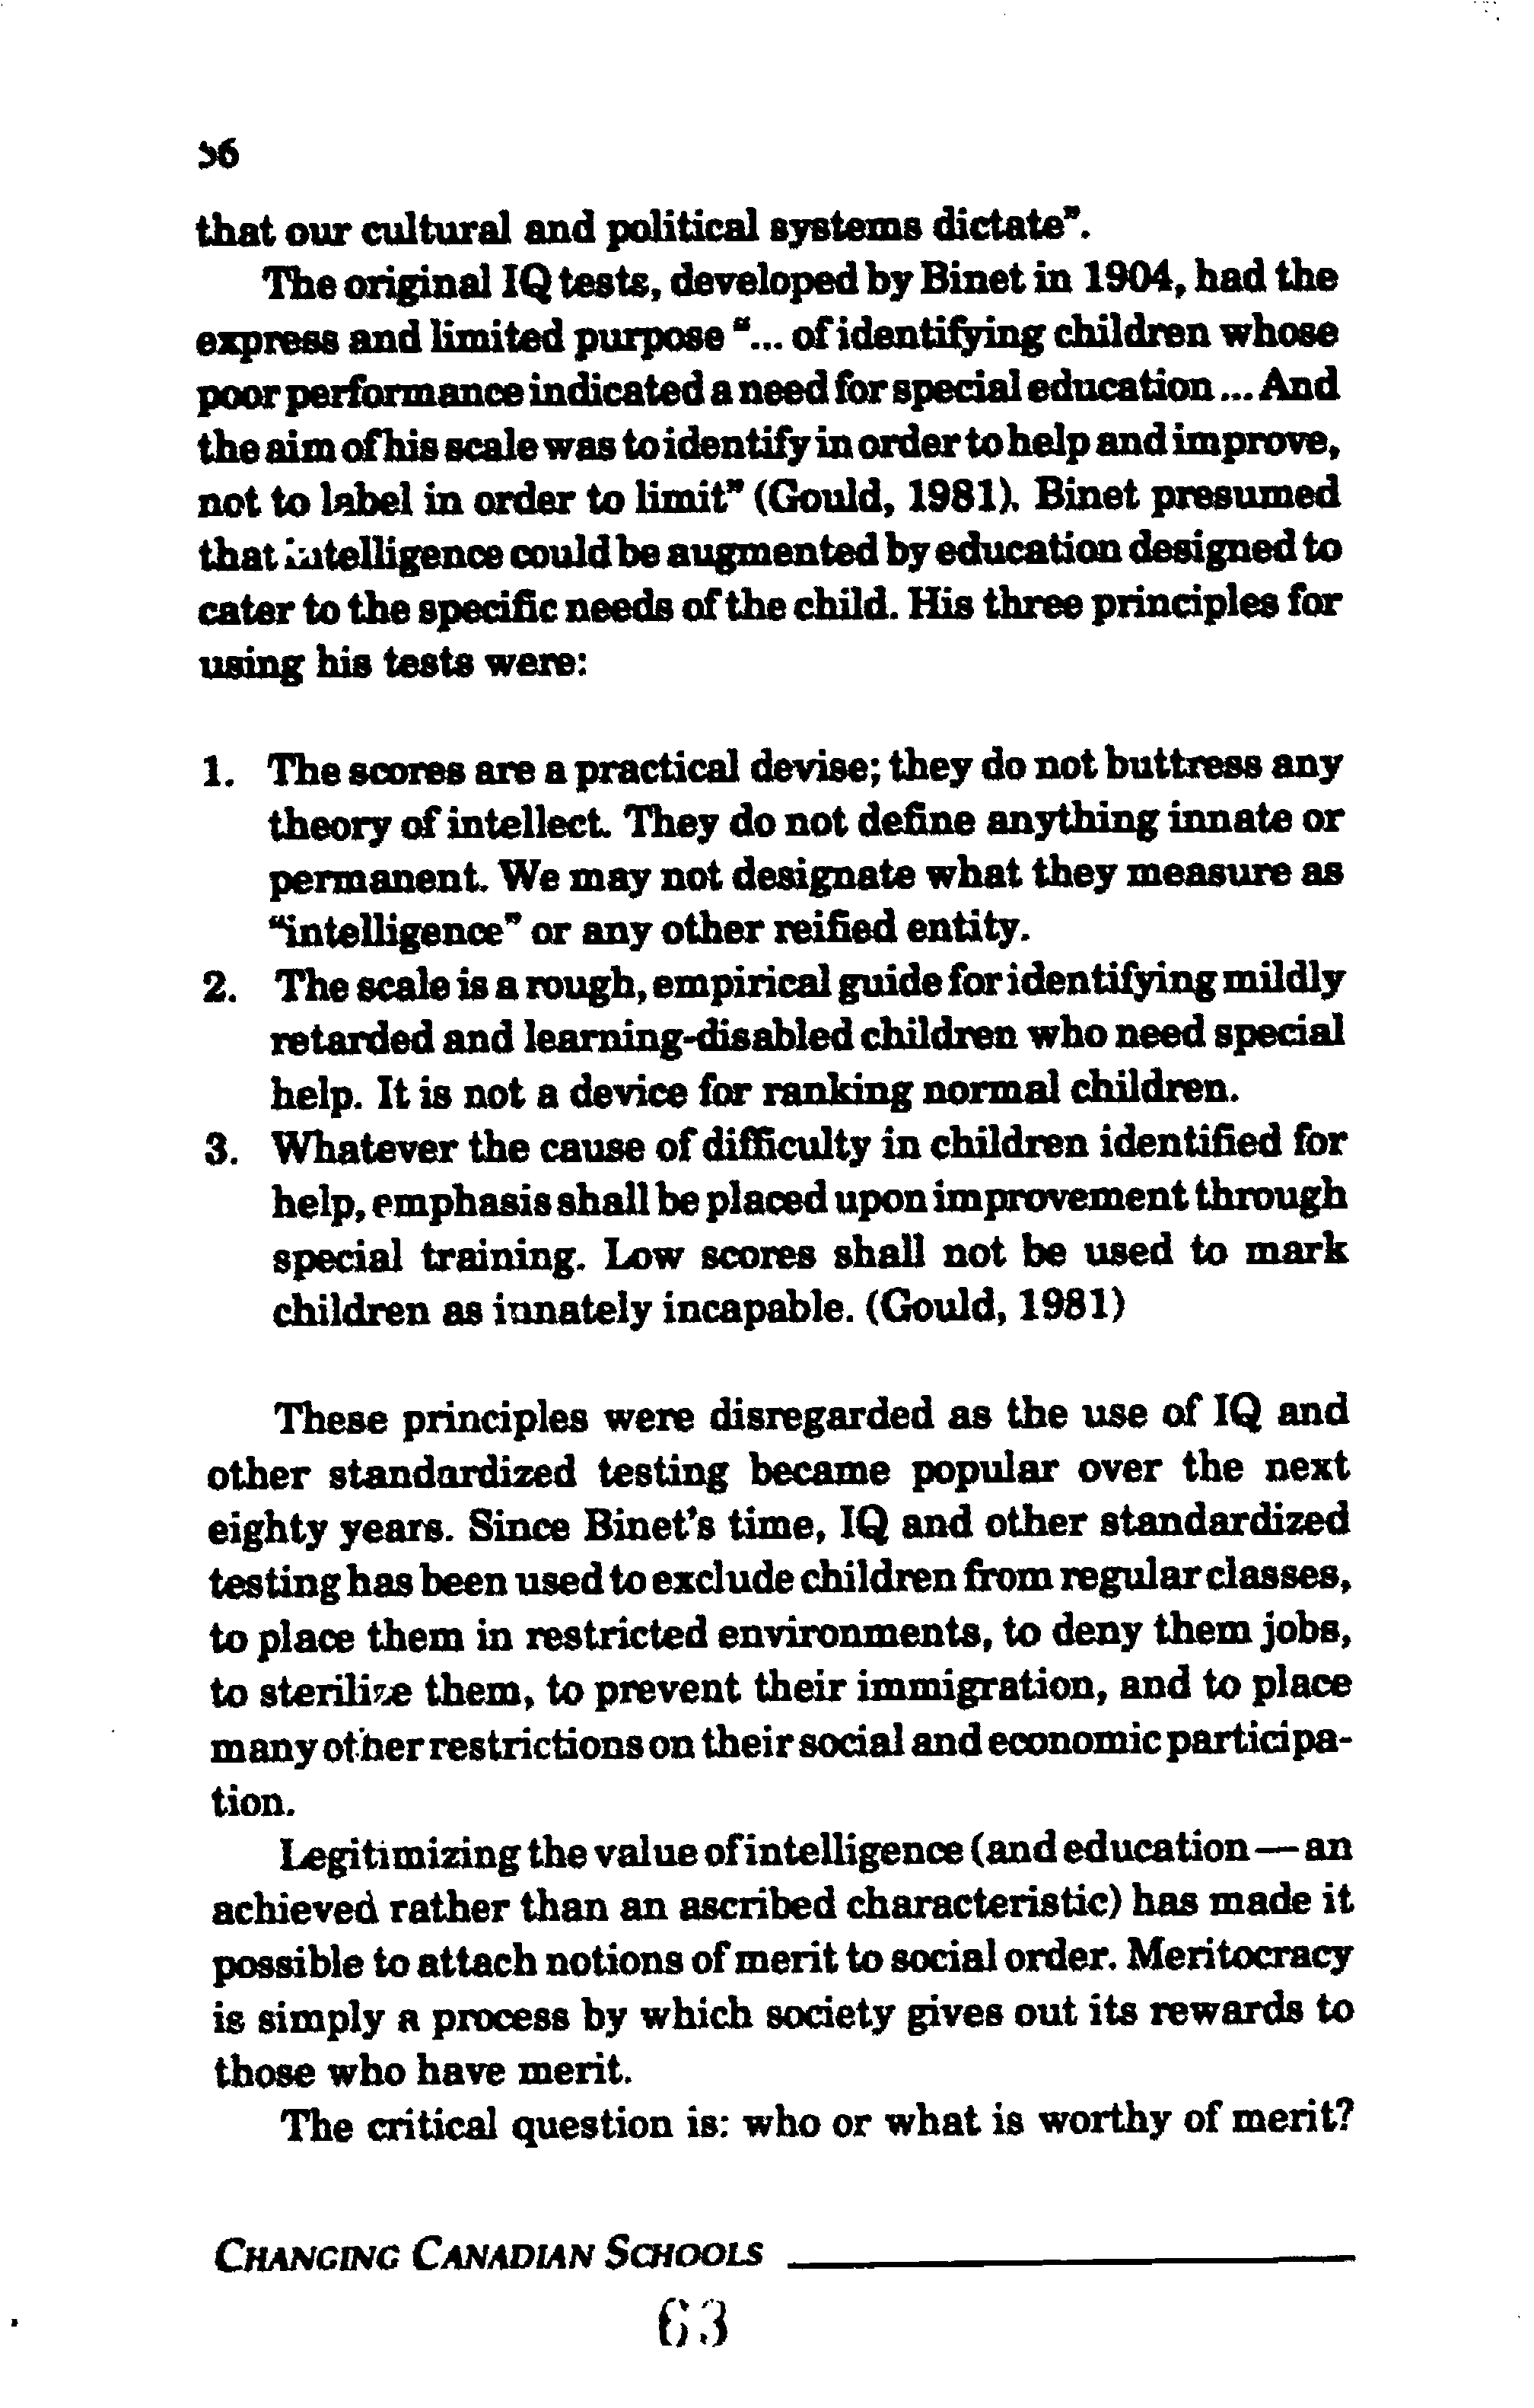 56
that our cultural and political systems dictate”.
The original IQ tests, developed by Binet in 1904, had the
express and limited purpose “... of identifying children whose
poor performance indicated a need for special education ... And
the aim of his scale was to identify in order to help and improve,
not to label in order to limit” (Gould, 1981). Binet presumed
that intelligence could be augmented by education designed to
cater to the specific needs of the child. His three principles for
using his tests were:
1. The scores are a practical devise; they do not buttress any
theory of intellect. They do not define anything innate or
permanent. We may not designate what they measure as
“intelligence” or any other reified entity.
2. The scale is a rough, empirical guide for identifying mildly
retarded and learning-disabled children who need special
help. It is not a device for ranking normal children.
3. Whatever the cause of difficulty in children identified for
help, emphasis shall be placed upon improvement through
special training. Low scores shall not be used to mark
children as innately incapable. (Gould, 1981)
These principles were disregarded as the use of IQ and
other standardized testing became popular over the next
eighty years. Since Binet’s time, IQ and other standardized
testing has been used to exclude children from regular classes,
to place them in restricted environments, to deny them jobs,
to sterilize them, to prevent their immigration, and to place
many other restrictions on their social and economic participa-
tion.
Legitimizing the value of intelligence (and education — an
achieved rather than an ascribed characteristic) has made it
possible to attach notions of merit to social order. Meritocracy
is simply a process by which society gives out its rewards to
those who have merit.
The critical question is: who or what is worthy of merit?
CHANGING CANADIAN SCHOOLS
63